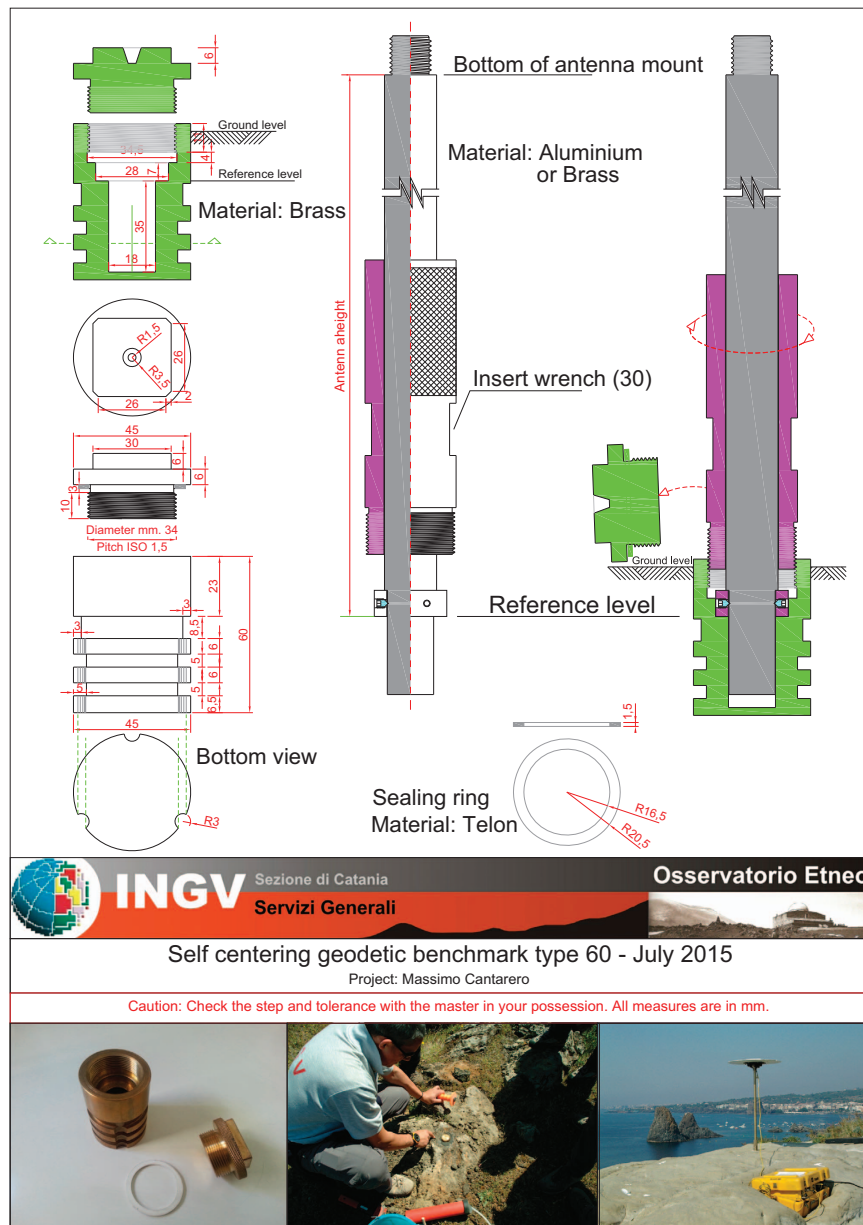 6
Ground level
4
28
7
Reference level
Material: Brass
35
18
R1,5
R3,5
26
26
2
45
30
6
6
3
10
Diameter mm. 34
Pitch ISO 1,5
23
3
3
8,5
60
6
5
6
5
5
6,5
45
Bottom view
R3
Bottom of antenna mount
Material: Aluminium
or Brass
Antenn aheight
Insert wrench (30)
Ground level
Reference level
1,5
Sealing ring
Material: Telon
R16,5
R20,5
INGV
Sezione di Catania
Servizi Generali
Osservatorio Etneo
Self centering geodetic benchmark type 60 - July 2015
Project: Massimo Cantarero
Caution: Check the step and tolerance with the master in your possession. All measures are in mm.